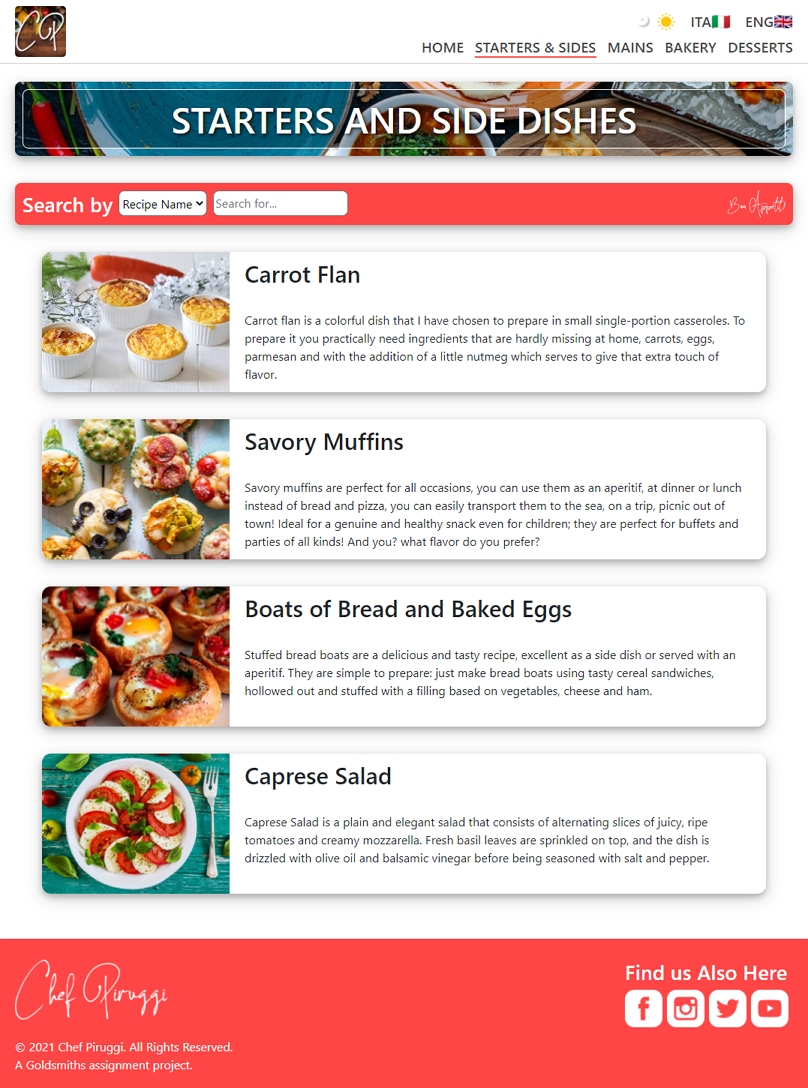 CP
ITA ENG
HOME STARTERS & SIDES MAINS BAKERY DESSERTS
STARTERS AND SIDE DISHES
Search by Recipe Name Search for... Bon Appetit!
Carrot Flan
Carrot flan is a colorful dish that I have chosen to prepare in small single-portion casseroles. To
prepare it you practically need ingredients that are hardly missing at home, carrots, eggs,
parmesan and with the addition of a little nutmeg which serves to give that extra touch of
flavor.
Savory Muffins
Savory muffins are perfect for all occasions, you can use them as an aperitif, at dinner or lunch
instead of bread and pizza, you can easily transport them to the sea, on a trip, picnic out of
town! Ideal for a genuine and healthy snack even for children; they are perfect for buffets and
parties of all kinds! And you? what flavor do you prefer?
Boats of Bread and Baked Eggs
Stuffed bread boats are a delicious and tasty recipe, excellent as a side dish or served with an
aperitif. They are simple to prepare: just make bread boats using tasty cereal sandwiches,
hollowed out and stuffed with a filling based on vegetables, cheese and ham.
Caprese Salad
Caprese Salad is a plain and elegant salad that consists of alternating slices of juicy, ripe
tomatoes and creamy mozzarella. Fresh basil leaves are sprinkled on top, and the dish is
drizzled with olive oil and balsamic vinegar before being seasoned with salt and pepper.
Chef Piruggi
Find us Also Here
© 2021 Chef Piruggi. All Rights Reserved.
A Goldsmiths assignment project.